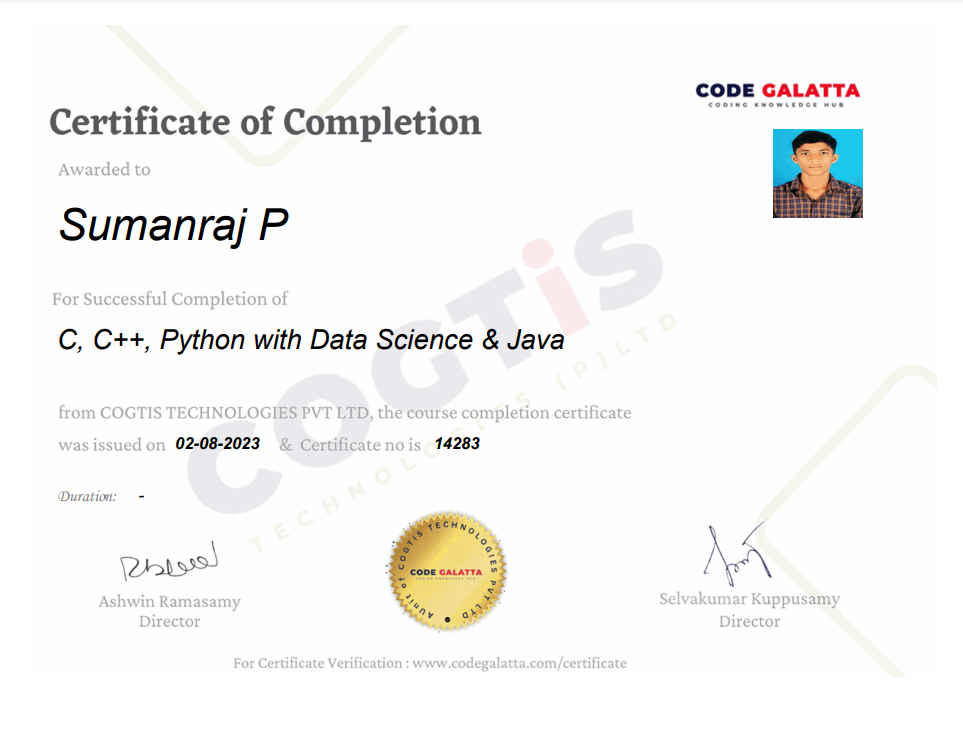 CODE GALATTA
CODING KNOWLEDGE HUB
Certificate of Completion
Awarded to
Sumanraj P
For Successful Completion of
C, C++, Python with Data Science & Java
COGTiS
TECHNOLOGIES (P) LTD
from COGTIS TECHNOLOGIES PVT LTD, the course completion certificate
was issued on 02-08-2023 & Certificate no is 14283
Duration: -
Aunit of COGTIS TECHNOLOGIES PVT LTD
CODE GALATTA
CODING KNOWLEDGE HUB
Ashwin Ramasamy
Director
Selvakumar Kuppusamy
Director
For Certificate Verification : www.codegalatta.com/certificate